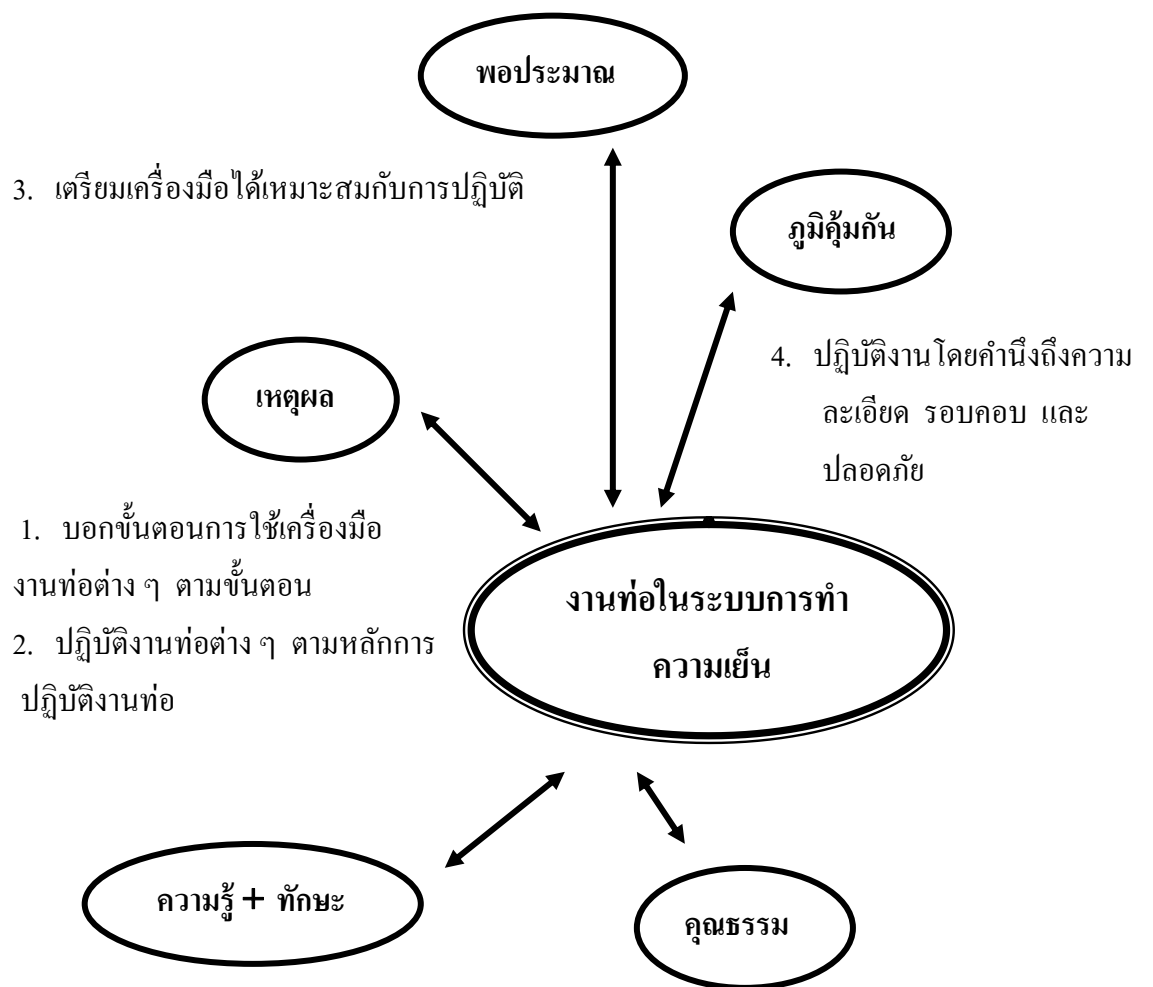 พอประมาณ
3. เตรียมเครื่องมือได้เหมาะสมกับการปฏิบัติ
ภูมิคุ้มกัน
4. ปฏิบัติงานโดยคำนึงถึงความ
ละเอียด รอบคอบ และ
ปลอดภัย
เหตุผล
1. บอกขั้นตอนการใช้เครื่องมือ
งานท่อต่าง ๆ ตามขั้นตอน
2. ปฏิบัติงานท่อต่าง ๆ ตามหลักการ
ปฏิบัติงานท่อ
งานท่อในระบบการทำ
ความเย็น
ความรู้ + ทักษะ
คุณธรรม